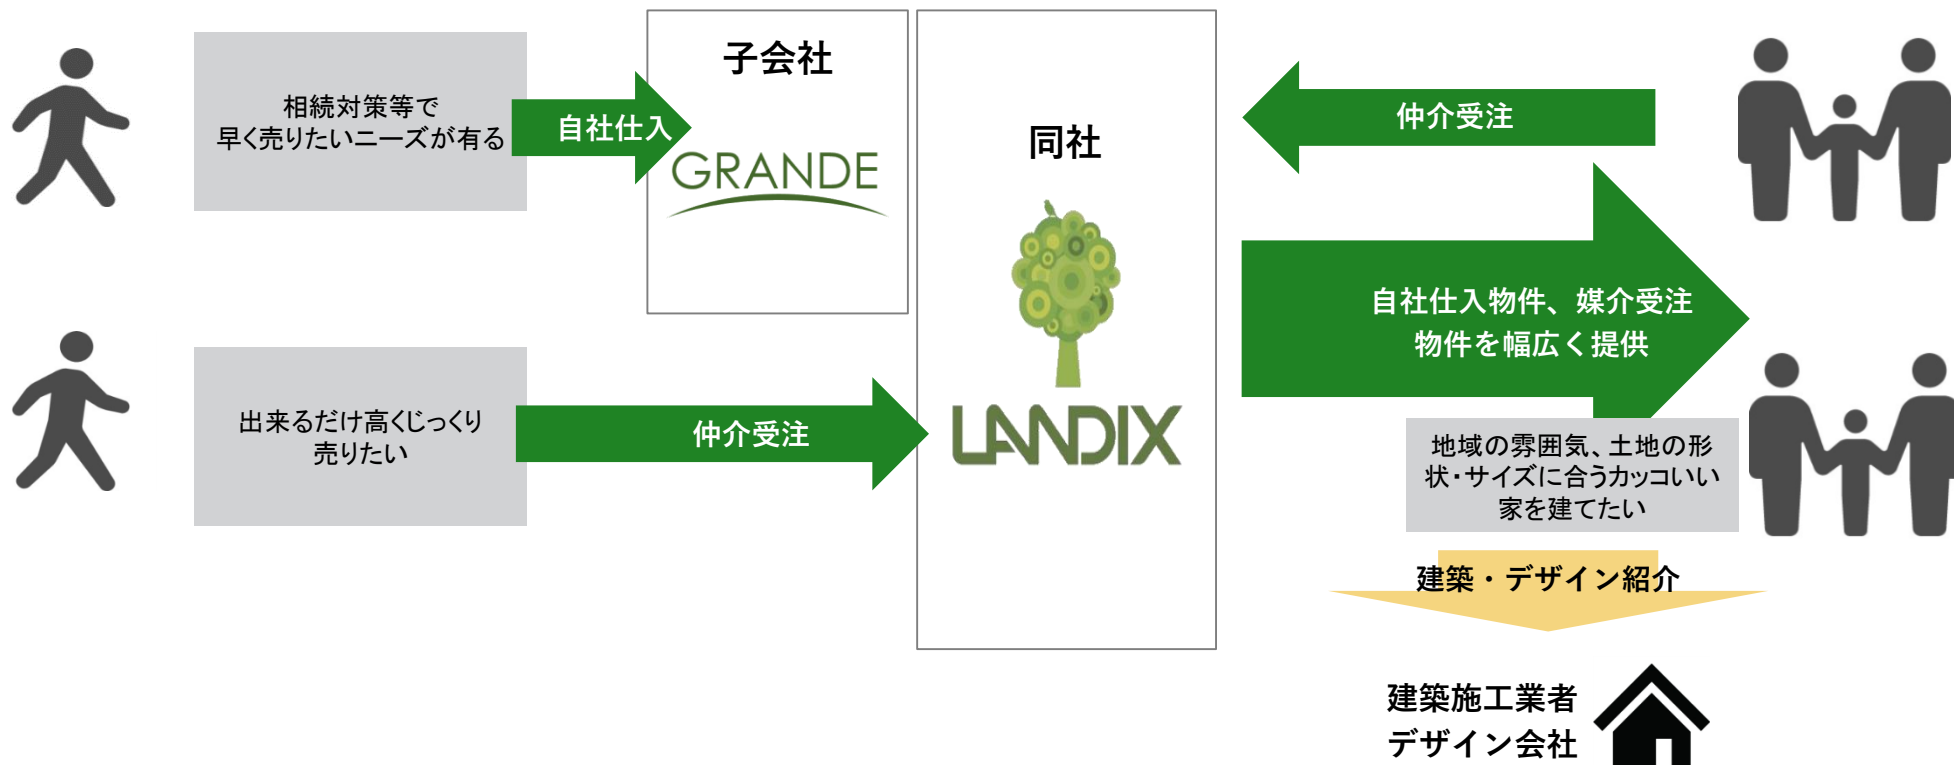 相続対策等で
早く売りたいニーズが有る
自社仕入
子会社
GRANDE
同社
LANDIX
仲介受注
自社仕入物件、媒介受注
物件を幅広く提供
出来るだけ高くじっくり
売りたい
仲介受注
地域の雰囲気、土地の形
状・サイズに合うカッコいい
家を建てたい
建築・デザイン紹介
建築施工業者
デザイン会社